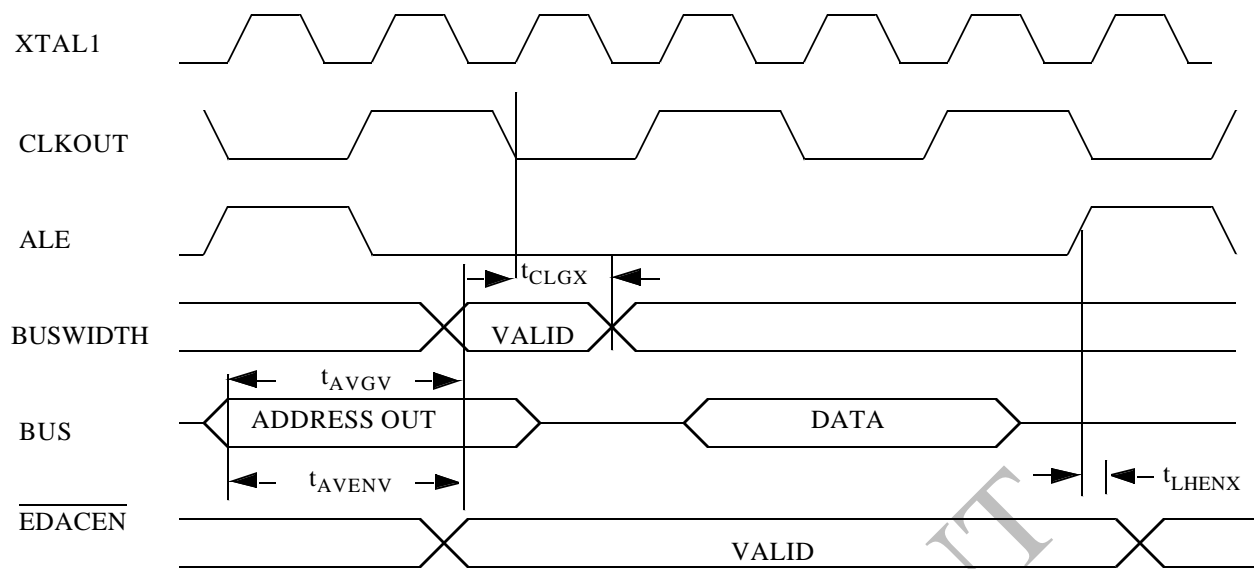 XTAL1
CLKOUT
ALE
tCLGX
BUSWIDTH
VALID
tAVGV
BUS
ADDRESS OUT
DATA
tAVENV
tLHENX
EDACEN
VALID